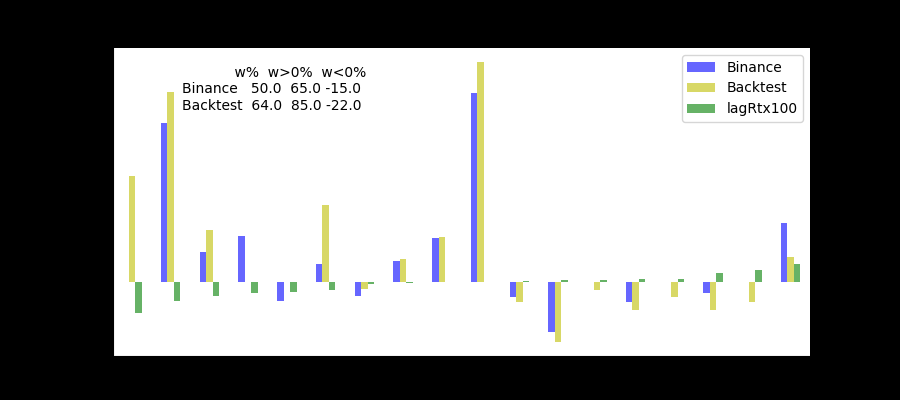 w%  w>0%  w<0%
Binance   50.0  65.0 -15.0
Backtest  64.0  85.0 -22.0
Binance
Backtest
lagRtx100